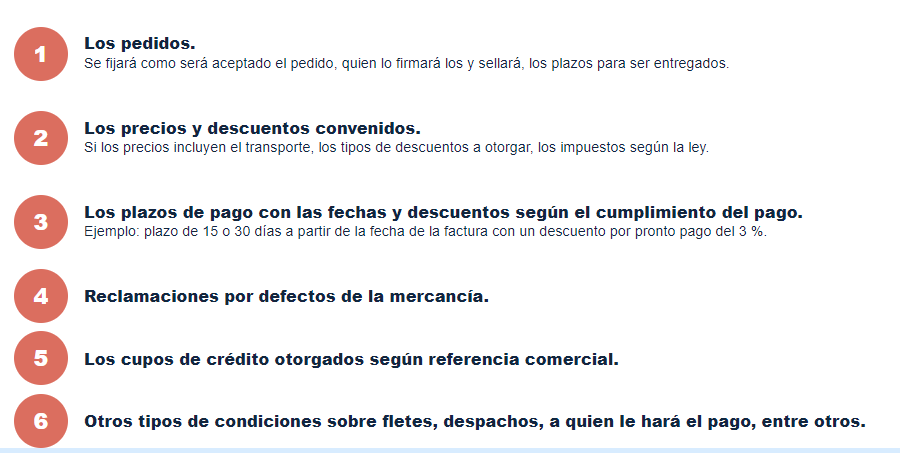 1
Los pedidos.
Se fijará como será aceptado el pedido, quien lo firmará los y sellará, los plazos para ser entregados.
2
Los precios y descuentos convenidos.
Si los precios incluyen el transporte, los tipos de descuentos a otorgar, los impuestos según la ley.
3
Los plazos de pago con las fechas y descuentos según el cumplimiento del pago.
Ejemplo: plazo de 15 o 30 días a partir de la fecha de la factura con un descuento por pronto pago del 3 %.
4
Reclamaciones por defectos de la mercancía.
5
Los cupos de crédito otorgados según referencia comercial.
6
Otros tipos de condiciones sobre fletes, despachos, a quien le hará el pago, entre otros.